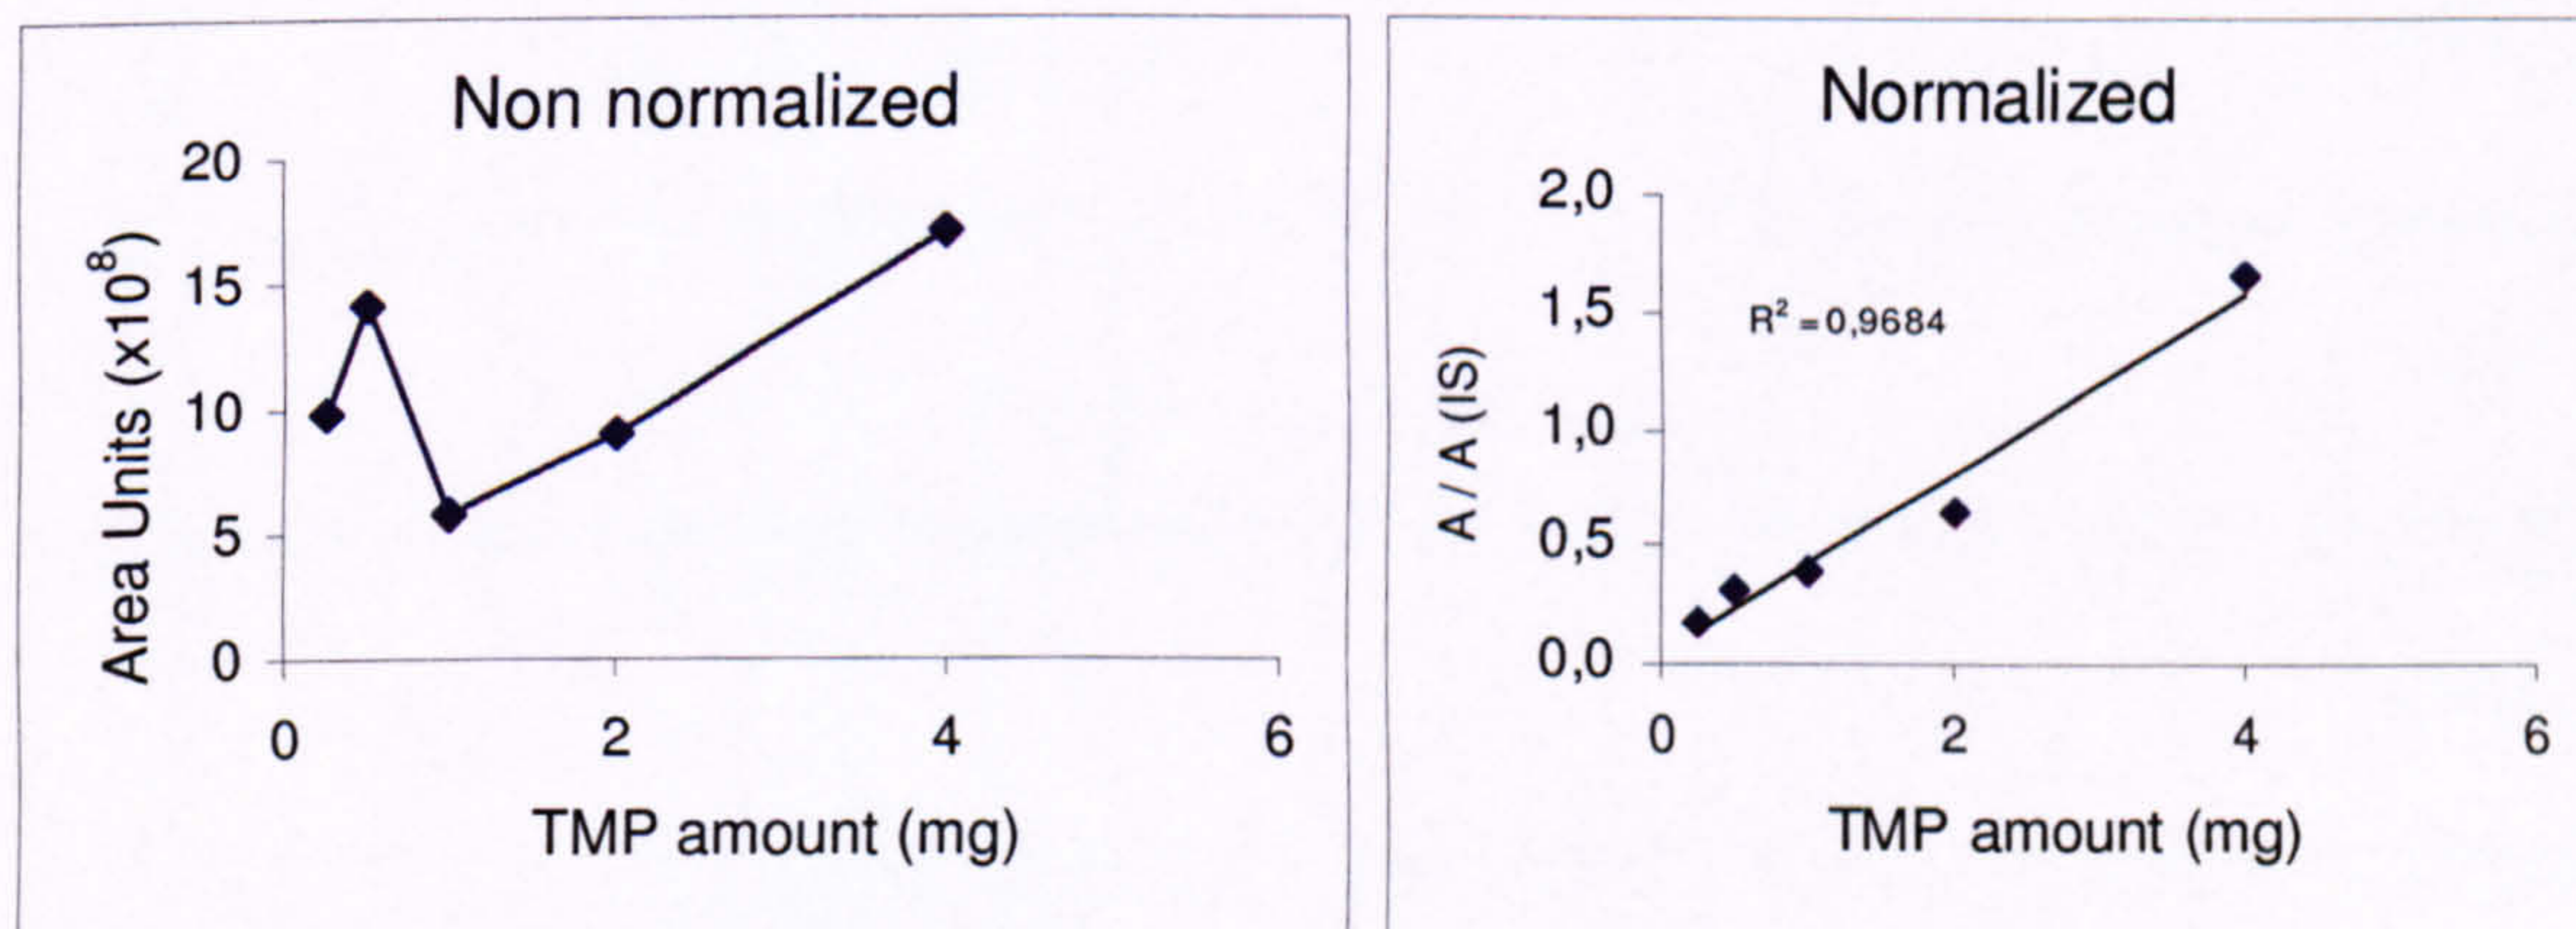 Non normalized
20
15
10
5
0
Area Units (x10⁸)
0 2 4 6
TMP amount (mg)
Normalized
2,0
1,5
1,0
0,5
0,0
R² = 0,9684
A / A (IS)
0 2 4 6
TMP amount (mg)